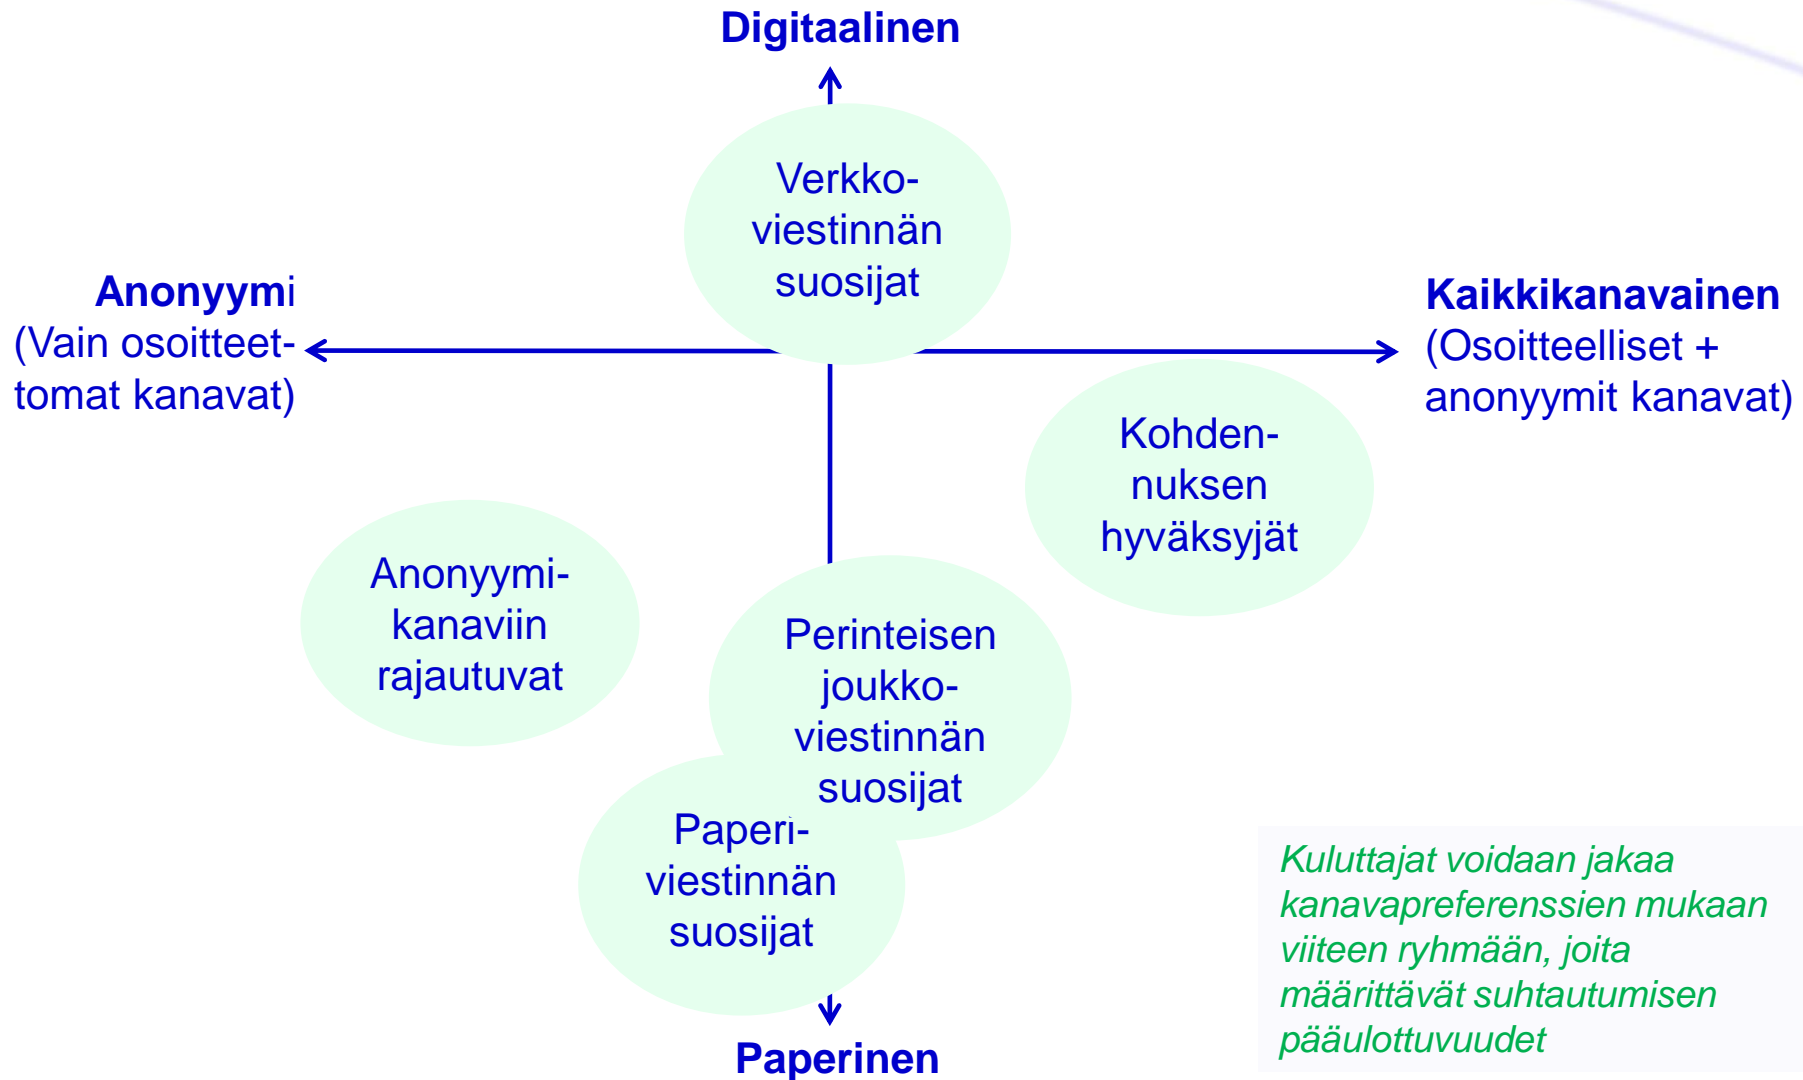 Digitaalinen
Verkko-
viestinnän
suosijat
Anonyymi
(Vain osoitteet-
tomat kanavat)
Kaikkikanavainen
(Osoitteelliset +
anonyymit kanavat)
Kohden-
nuksen
hyväksyjät
Anonyymi-
kanaviin
rajautuvat
Perinteisen
joukko-
viestinnän
suosijat
Paperi-
viestinnän
suosijat
Kuluttajat voidaan jakaa
kanavapreferenssien mukaan
viiteen ryhmään, joita
määrittävät suhtautumisen
pääulottuvuudet
Paperinen